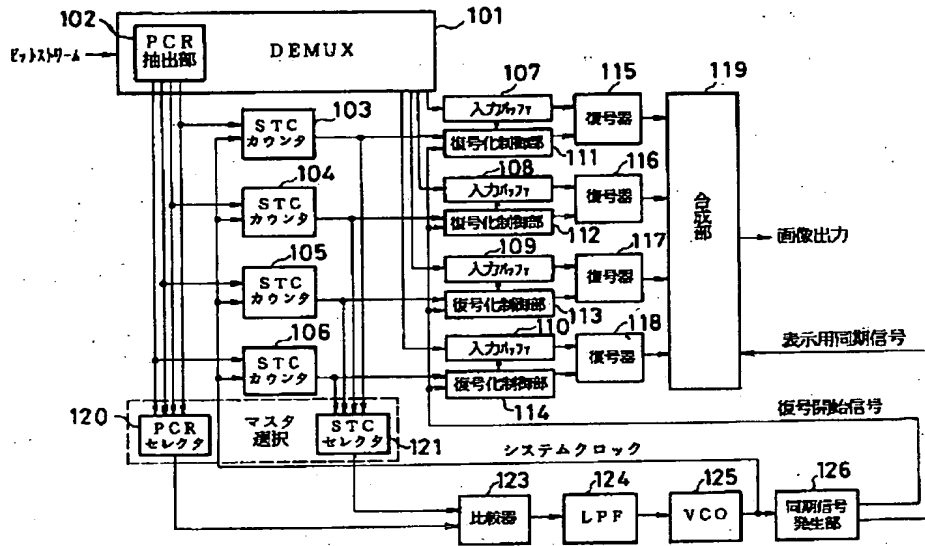 102
101
PCR
抽出部
DEMUX
ビットストリーム
107
115
119
入力バッファ
復号器
103
STC
カウンタ
復号化制御部
111
108
116
入力バッファ
復号器
104
STC
カウンタ
復号化制御部
112
109
117
入力バッファ
復号器
105
STC
カウンタ
復号化制御部
113
110
118
入力バッファ
復号器
106
STC
カウンタ
復号化制御部
114
合成部
画像出力
表示用同期信号
復号開始信号
120
PCR
セレクタ
マスタ
選択
STC
セレクタ
121
システムクロック
123
比較器
124
LPF
125
VCO
126
同期信号
発生部